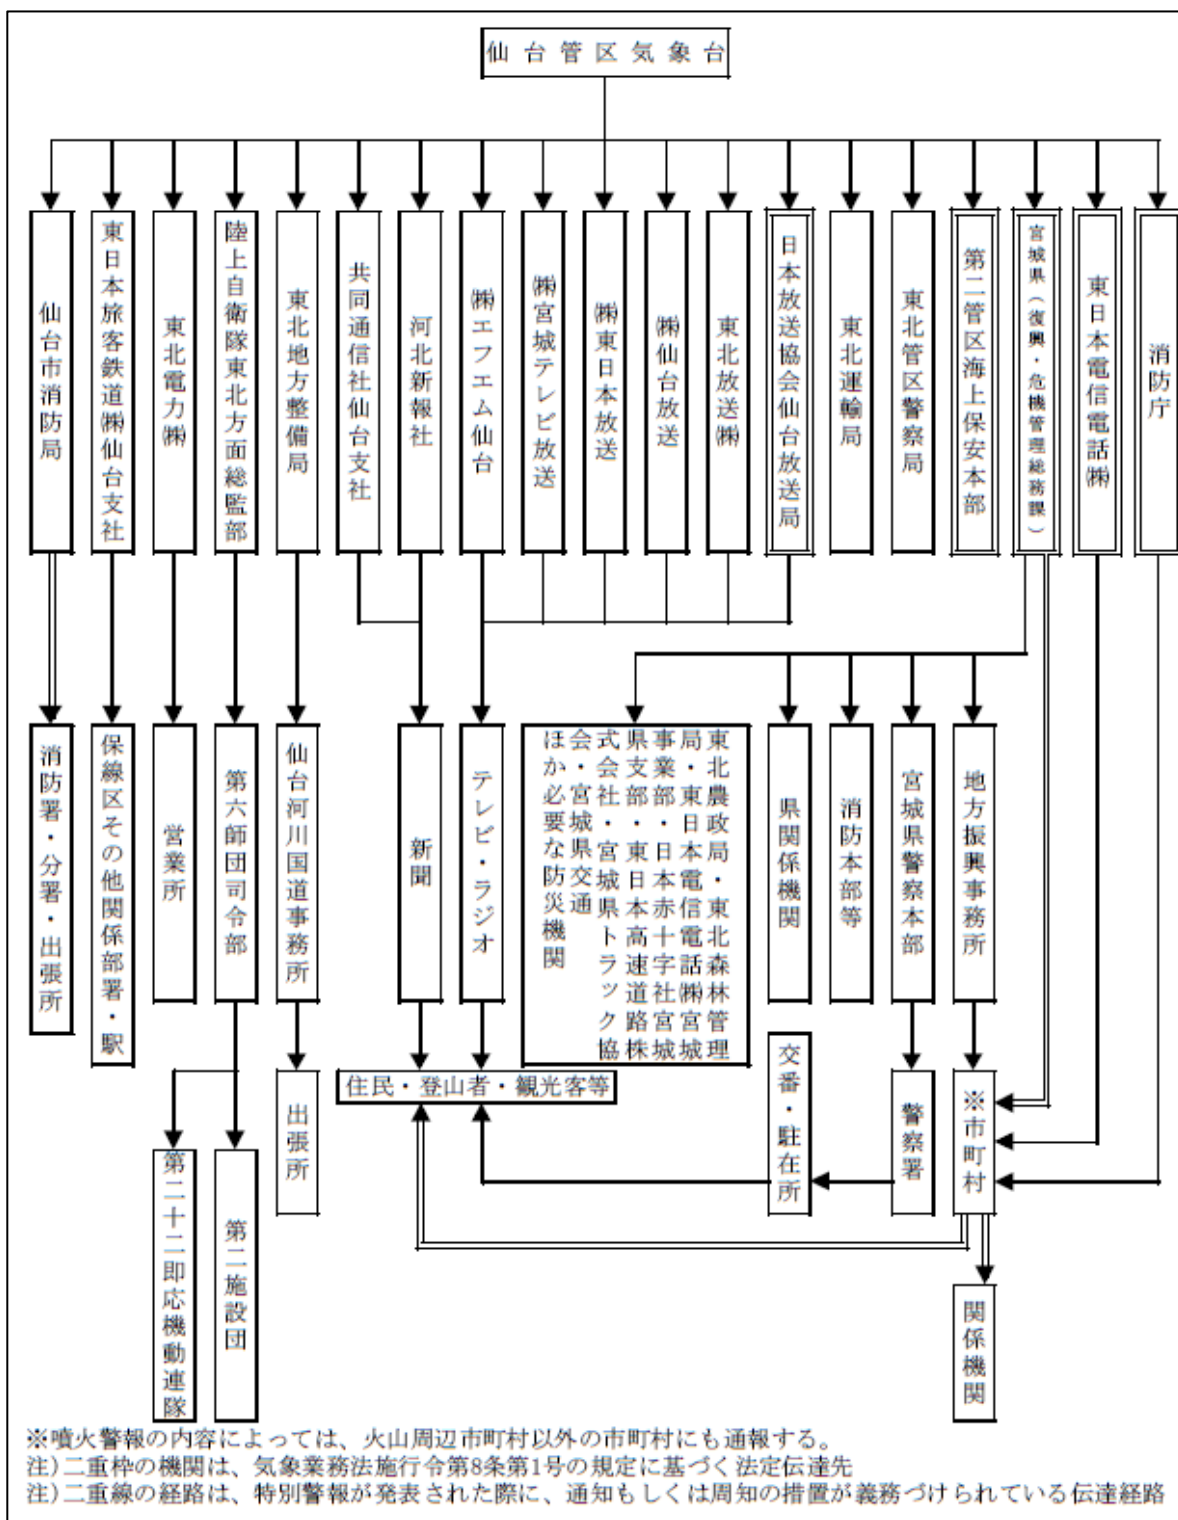 仙台管区気象台
仙台市消防局
東日本旅客鉄道㈱仙台支社
東北電力㈱
陸上自衛隊東北方面総監部
東北地方整備局
共同通信社仙台支社
河北新報社
㈱エフエム仙台
㈱宮城テレビ放送
㈱東日本放送
㈱仙台放送
東北放送㈱
日本放送協会仙台放送局
東北運輸局
東北管区警察局
第二管区海上保安本部
宮城県（復興・危機管理総務課）
東日本電信電話㈱
消防庁
消防署・分署・出張所
保線区その他関係部署・駅
営業所
第六師団司令部
仙台河川国道事務所
新聞
テレビ・ラジオ
東北農政局・東北森林管理
局・東日本電信電話㈱宮城
事業部・日本赤十字社宮城
県支部・東日本高速道路株
式会社・宮城県トラック協
会・宮城県交通
ほか必要な防災機関
県関係機関
消防本部等
宮城県警察本部
地方振興事務所
住民・登山者・観光客等
出張所
交番・駐在所
警察署
※市町村
第二十二即応機動連隊
第二施設団
関係機関
※噴火警報の内容によっては、火山周辺市町村以外の市町村にも通報する。
注）二重枠の機関は、気象業務法施行令第8条第1号の規定に基づく法定伝達先
注）二重線の経路は、特別警報が発表された際に、通知もしくは周知の措置が義務づけられている伝達経路